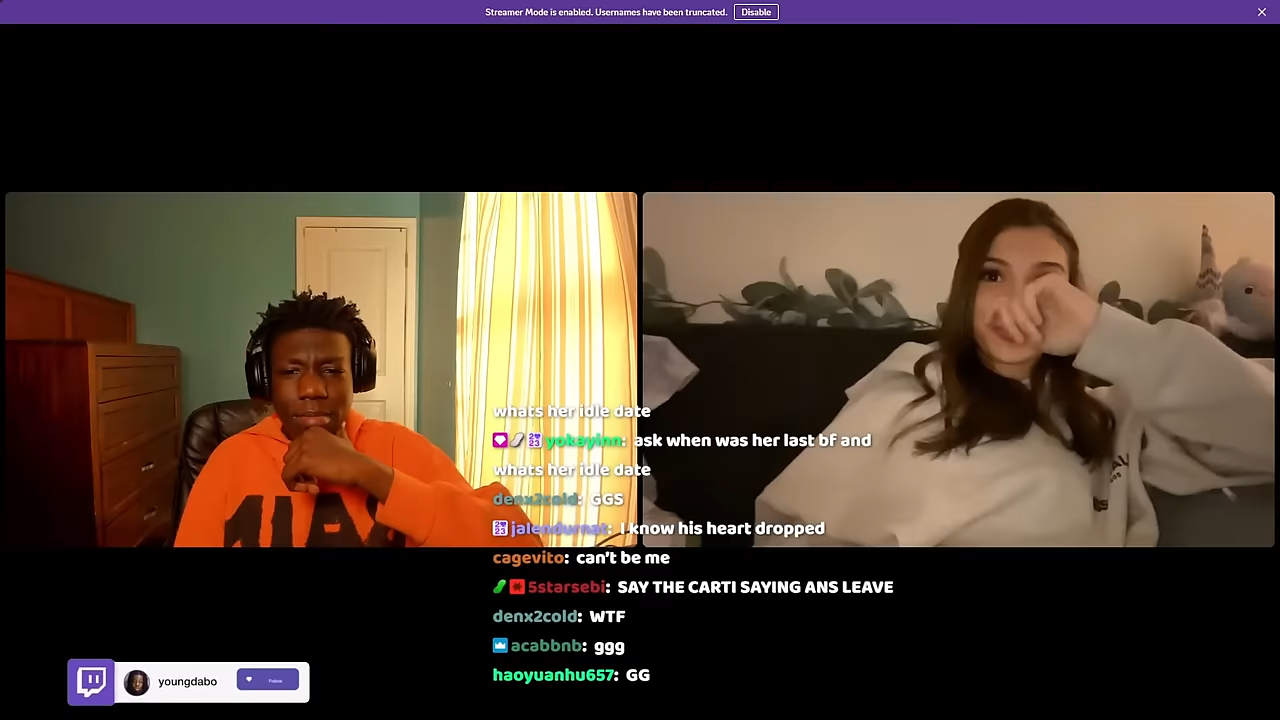 Streamer Mode is enabled. Usernames have been truncated. Disable
whats her idle date
yokayinn: ask when was her last bf and
whats her idle date
denx2cold: GGS
jalendurnat: I know his heart dropped
cagevito: can't be me
5starsebi: SAY THE CARTI SAYING ANS LEAVE
denx2cold: WTF
acabbnb: ggg
haoyuanhu657: GG
youngdabo Follow